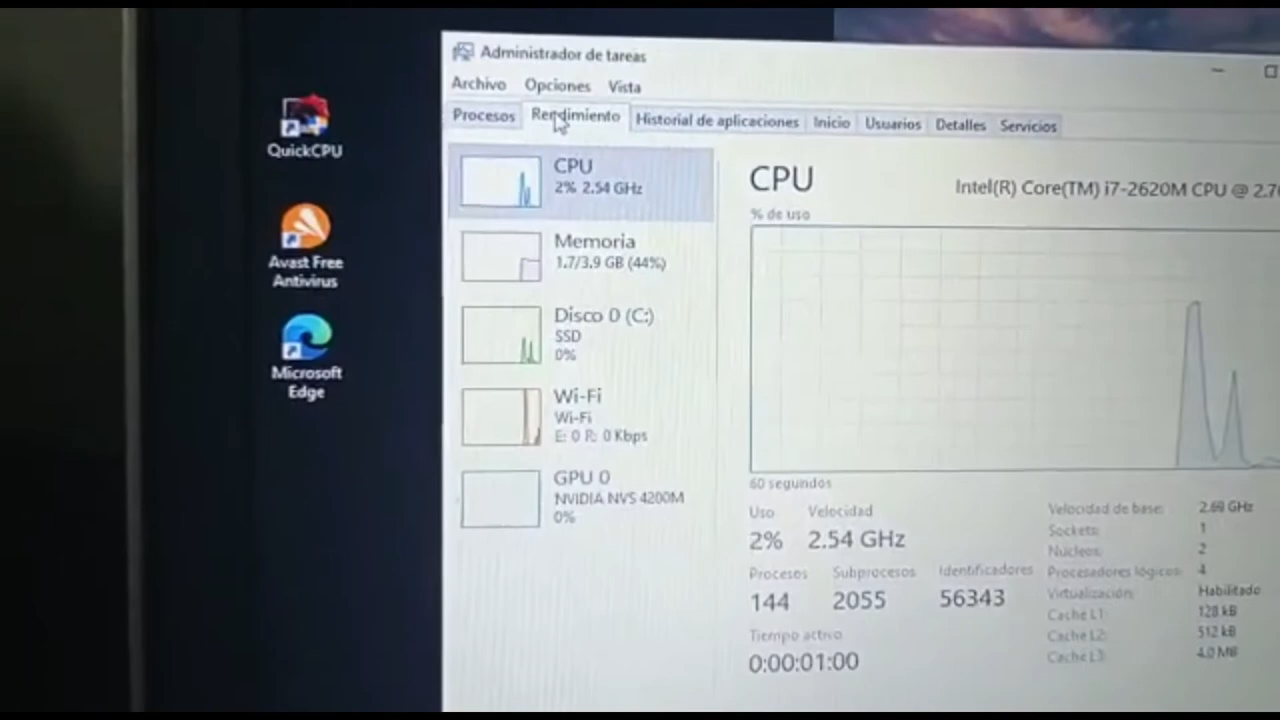 Administrador de tareas
Archivo Opciones Vista
Procesos Rendimiento Historial de aplicaciones Inicio Usuarios Detalles Servicios
QuickCPU
Avast Free
Antivirus
Microsoft
Edge
CPU
2% 2.54 GHz
Memoria
1.7/3.9 GB (44%)
Disco 0 (C:)
SSD
0%
Wi-Fi
Wi-Fi
E: 0 R: 0 Kbps
GPU 0
NVIDIA NVS 4200M
0%
CPU
Intel(R) Core(TM) i7-2620M CPU @ 2.70
% de uso
60 segundos
Uso Velocidad
2% 2.54 GHz
Procesos Subprocesos Identificadores
144 2055 56343
Tiempo activo
0:00:01:00
Velocidad de base: 2.69 GHz
Sockets: 1
Núcleos: 2
Procesadores lógicos: 4
Virtualización: Habilitado
Caché L1: 128 kB
Caché L2: 512 kB
Caché L3: 4.0 MB